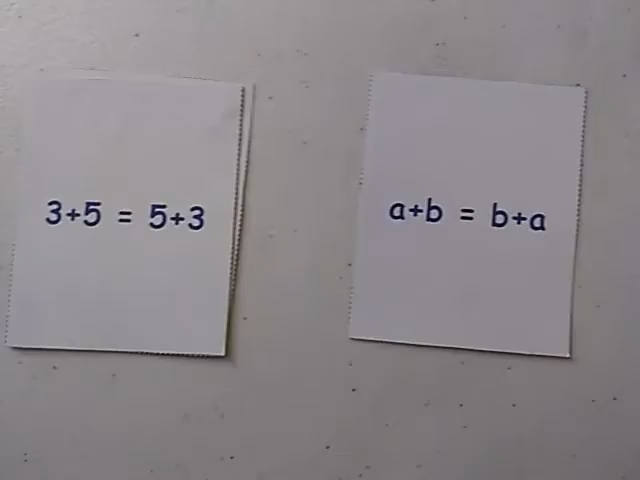 3+5 = 5+3
a+b = b+a